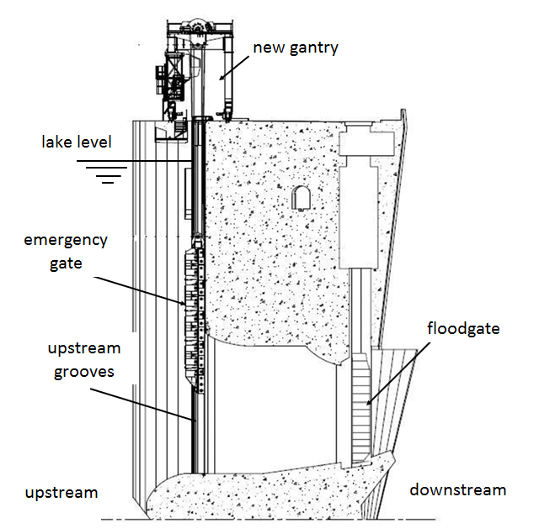 new gantry
lake level
emergency
gate
upstream
grooves
floodgate
upstream
downstream